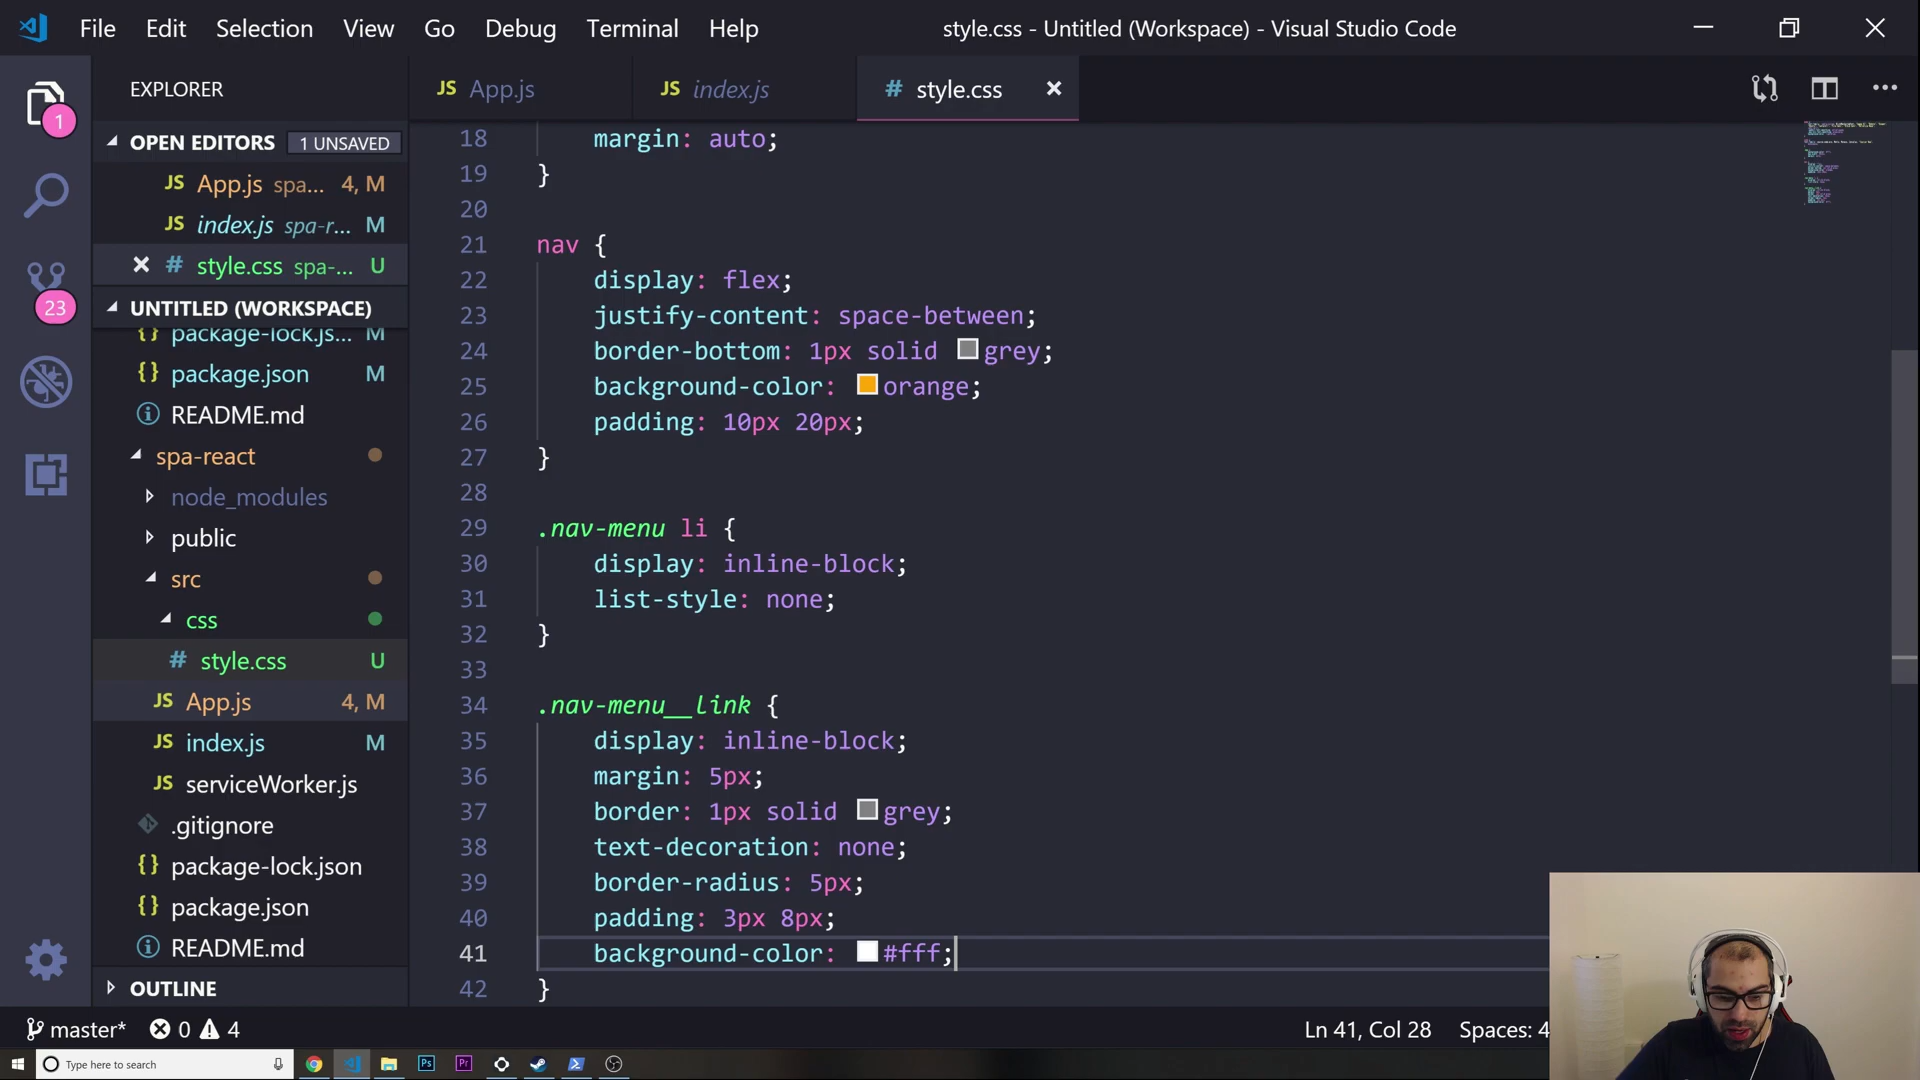 File Edit Selection View Go Debug Terminal Help style.css - Untitled (Workspace) - Visual Studio Code
EXPLORER
JS App.js
JS index.js
# style.css
1
OPEN EDITORS 1 UNSAVED
JS App.js spa... 4, M
JS index.js spa-r... M
# style.css spa-... U
23
UNTITLED (WORKSPACE)
{} package-lock.js... M
{} package.json M
README.md
spa-react
node_modules
public
src
css
# style.css U
JS App.js 4, M
JS index.js M
JS serviceWorker.js
.gitignore
{} package-lock.json
{} package.json
README.md
OUTLINE
18 margin: auto;
19 }
20
21 nav {
22 display: flex;
23 justify-content: space-between;
24 border-bottom: 1px solid grey;
25 background-color: orange;
26 padding: 10px 20px;
27 }
28
29 .nav-menu li {
30 display: inline-block;
31 list-style: none;
32 }
33
34 .nav-menu__link {
35 display: inline-block;
36 margin: 5px;
37 border: 1px solid grey;
38 text-decoration: none;
39 border-radius: 5px;
40 padding: 3px 8px;
41 background-color: #fff;
42 }
master* 0 4 Ln 41, Col 28 Spaces: 4
Type here to search Ps Pr